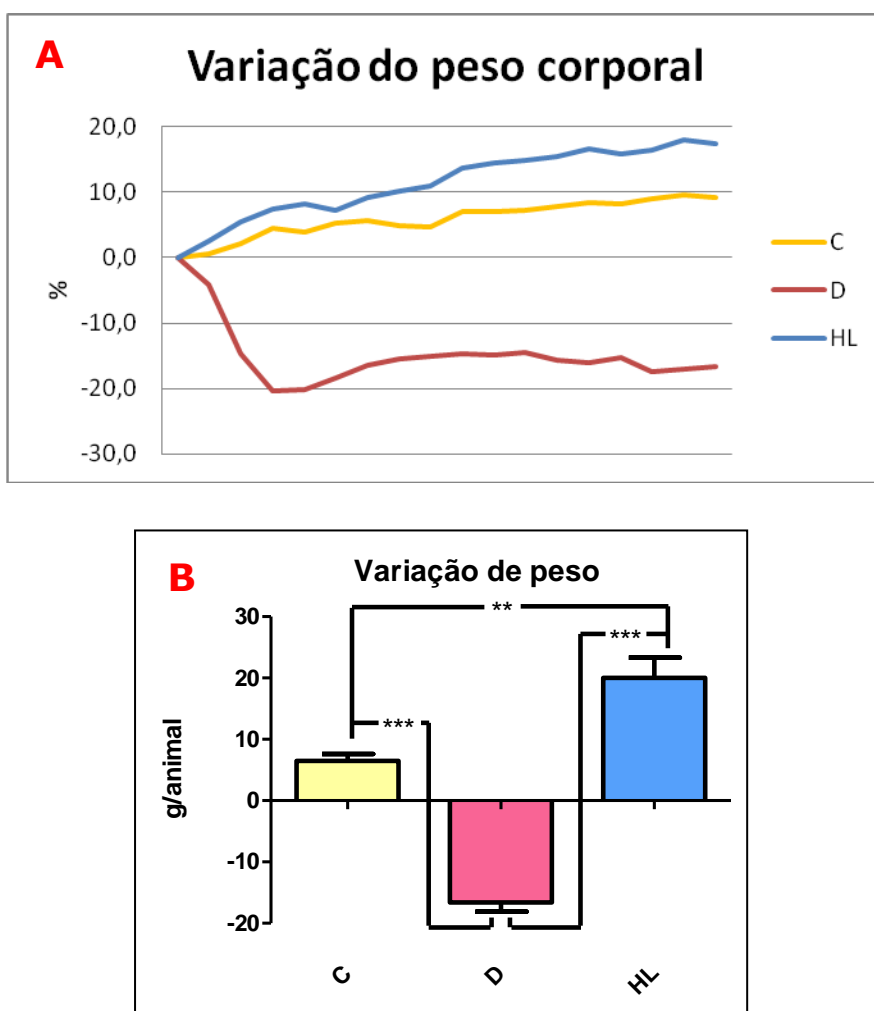 A
Variação do peso corporal
20,0
10,0
0,0
-10,0
-20,0
-30,0
%
C
D
HL
B
Variação de peso
30
20
10
0
-10
-20
g/animal
**
***
***
C
D
HL